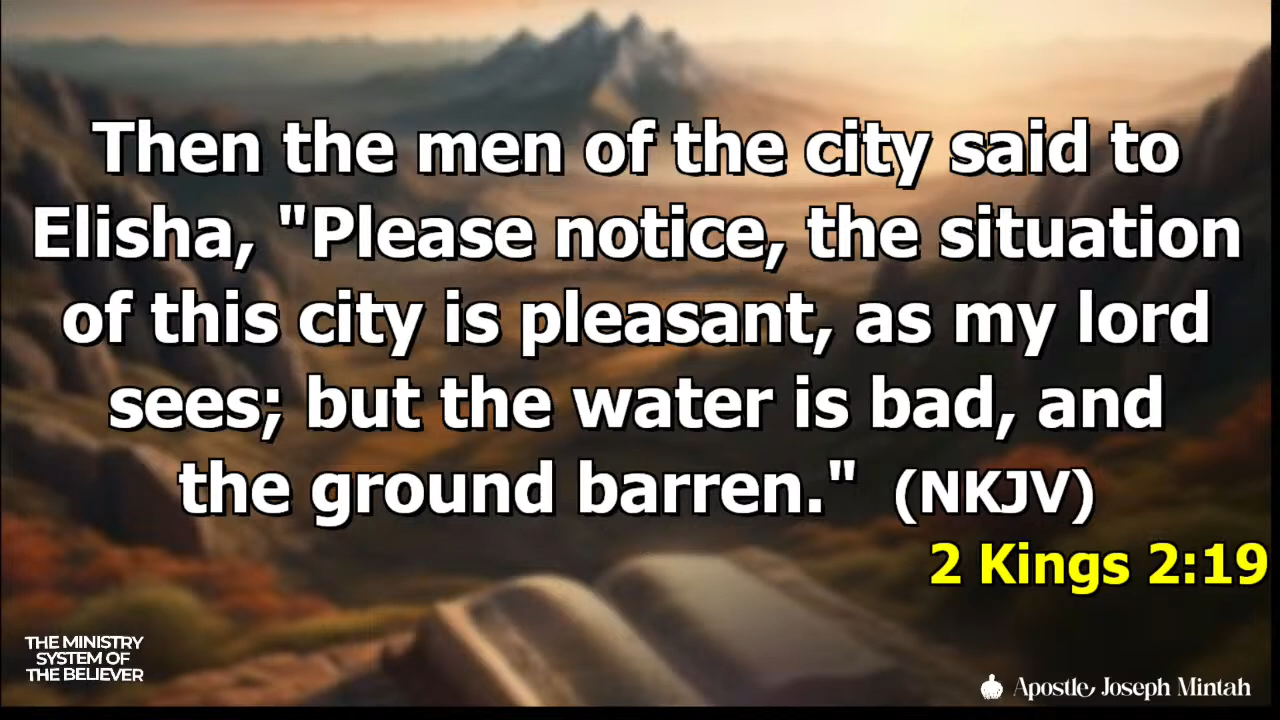 Then the men of the city said to
Elisha, "Please notice, the situation
of this city is pleasant, as my lord
sees; but the water is bad, and
the ground barren." (NKJV)
2 Kings 2:19
THE MINISTRY
SYSTEM OF
THE BELIEVER
Apostle Joseph Mintah